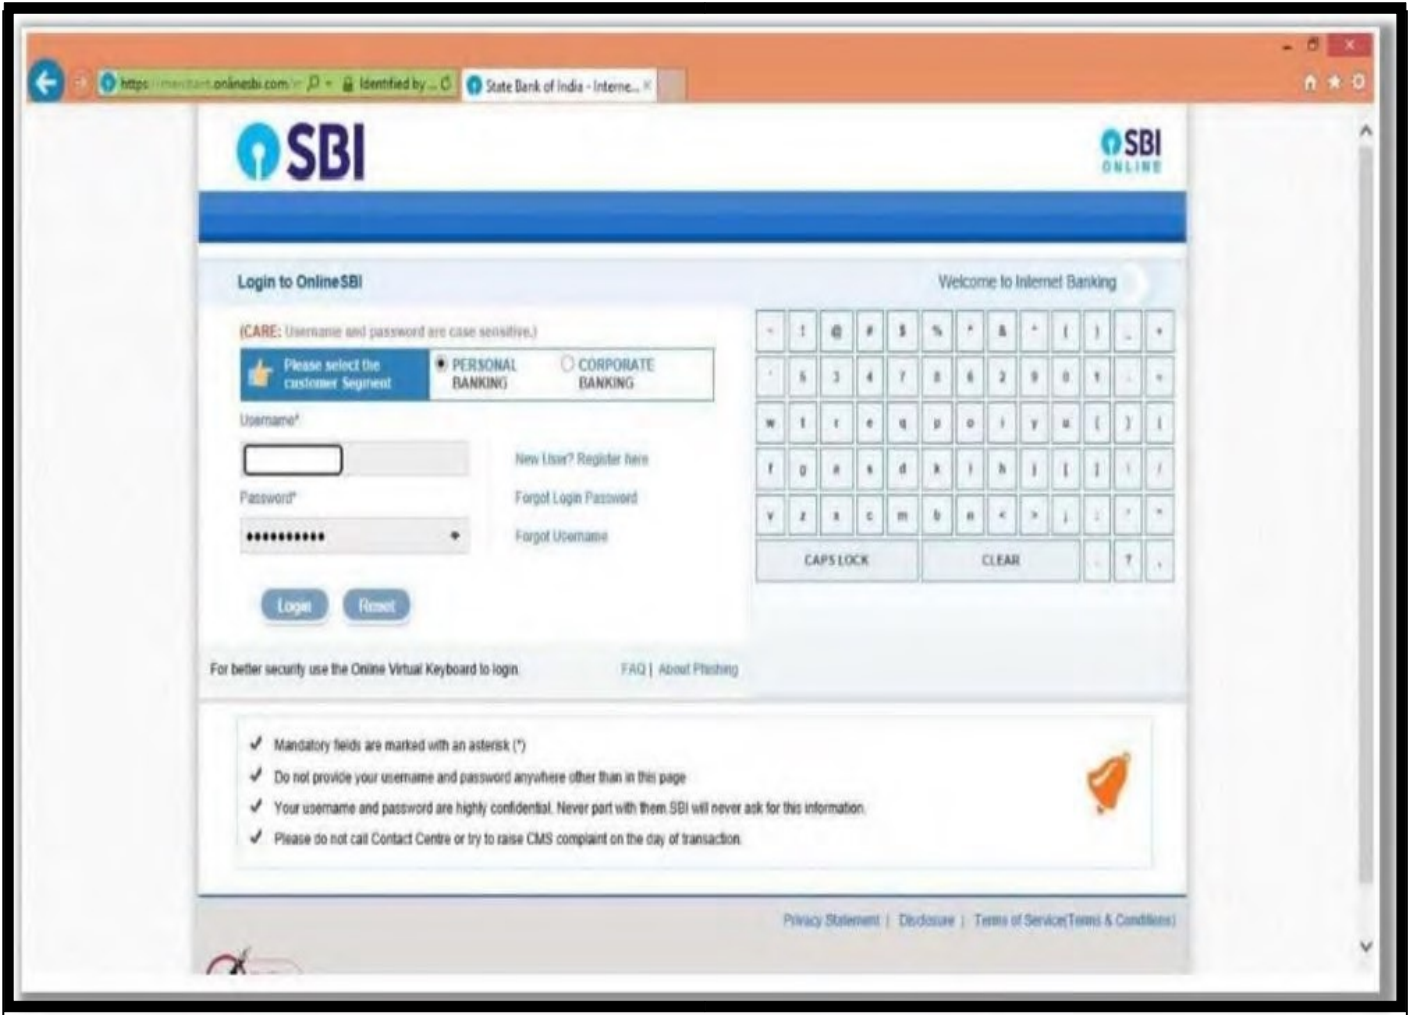 https://merchant.onlinesbi.com/ Identified by ...
State Bank of India - Interne...
SBI
SBI
ONLINE
Login to OnlineSBI
Welcome to Internet Banking
(CARE: Username and password are case sensitive.)
Please select the
customer Segment
PERSONAL
BANKING
CORPORATE
BANKING
Username*
New User? Register here
Password*
Forgot Login Password
Forgot Username
Login
Reset
CAPS LOCK
CLEAR
For better security use the Online Virtual Keyboard to login.
FAQ | About Phishing
Mandatory fields are marked with an asterisk (*)
Do not provide your username and password anywhere other than in this page
Your username and password are highly confidential. Never part with them.SBI will never ask for this information.
Please do not call Contact Centre or try to raise CMS complaint on the day of transaction.
Privacy Statement | Disclosure | Terms of Service(Terms & Conditions)